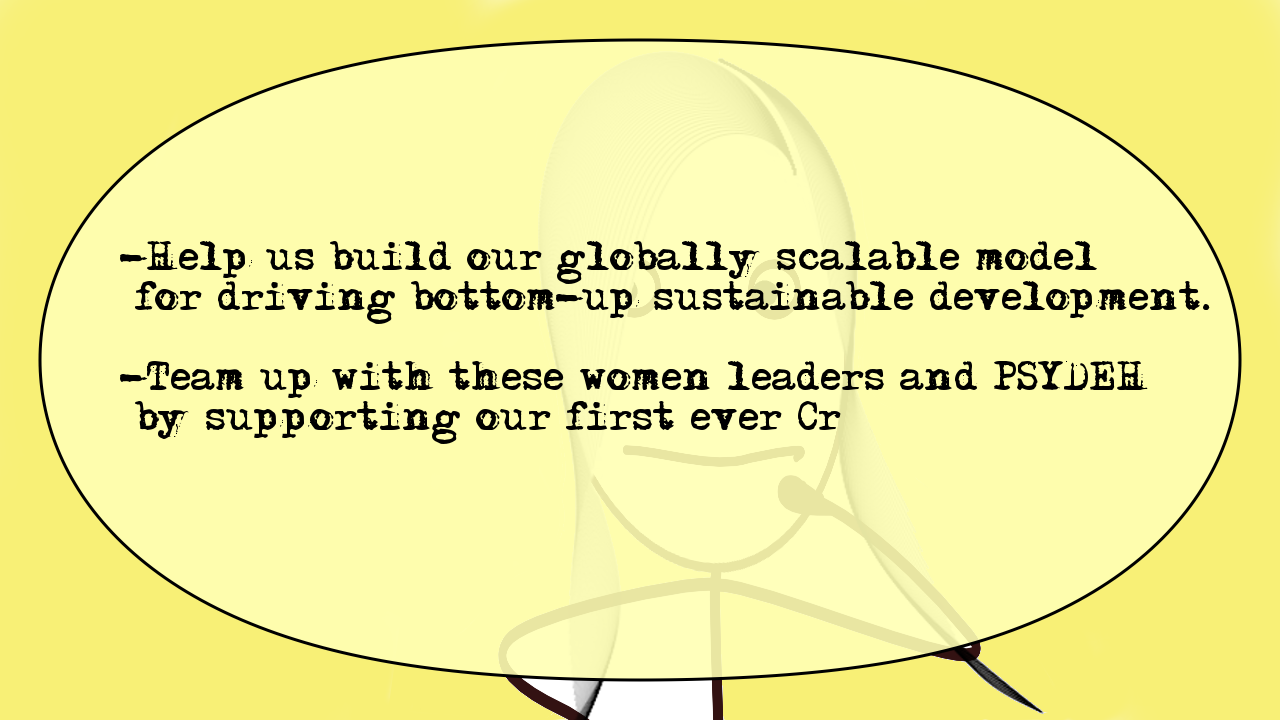 -Help us build our globally scalable model
for driving bottom-up sustainable development.
-Team up with these women leaders and PSYDEH
by supporting our first ever Cr